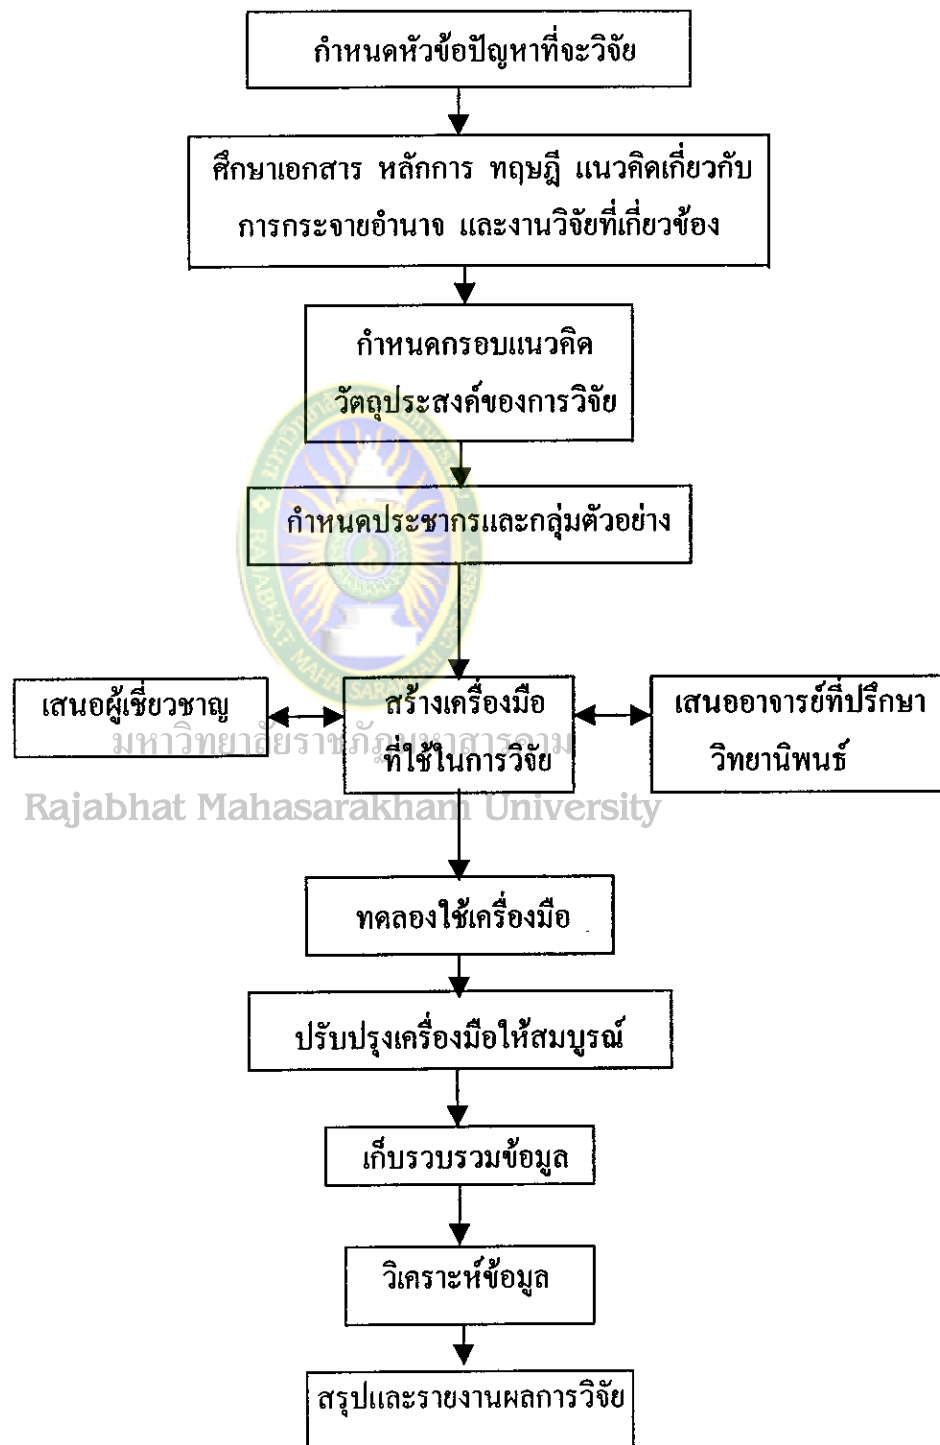 กำหนดหัวข้อปัญหาที่จะวิจัย
ศึกษาเอกสาร หลักการ ทฤษฎี แนวคิดเกี่ยวกับ
การกระจายอำนาจ และงานวิจัยที่เกี่ยวข้อง
กำหนดกรอบแนวคิด
วัตถุประสงค์ของการวิจัย
กำหนดประชากรและกลุ่มตัวอย่าง
เสนอผู้เชี่ยวชาญ
สร้างเครื่องมือ
ที่ใช้ในการวิจัย
เสนออาจารย์ที่ปรึกษา
วิทยานิพนธ์
มหาวิทยาลัยราชภัฏมหาสารคาม
Rajabhat Mahasarakham University
ทดลองใช้เครื่องมือ
ปรับปรุงเครื่องมือให้สมบูรณ์
เก็บรวบรวมข้อมูล
วิเคราะห์ข้อมูล
สรุปและรายงานผลการวิจัย